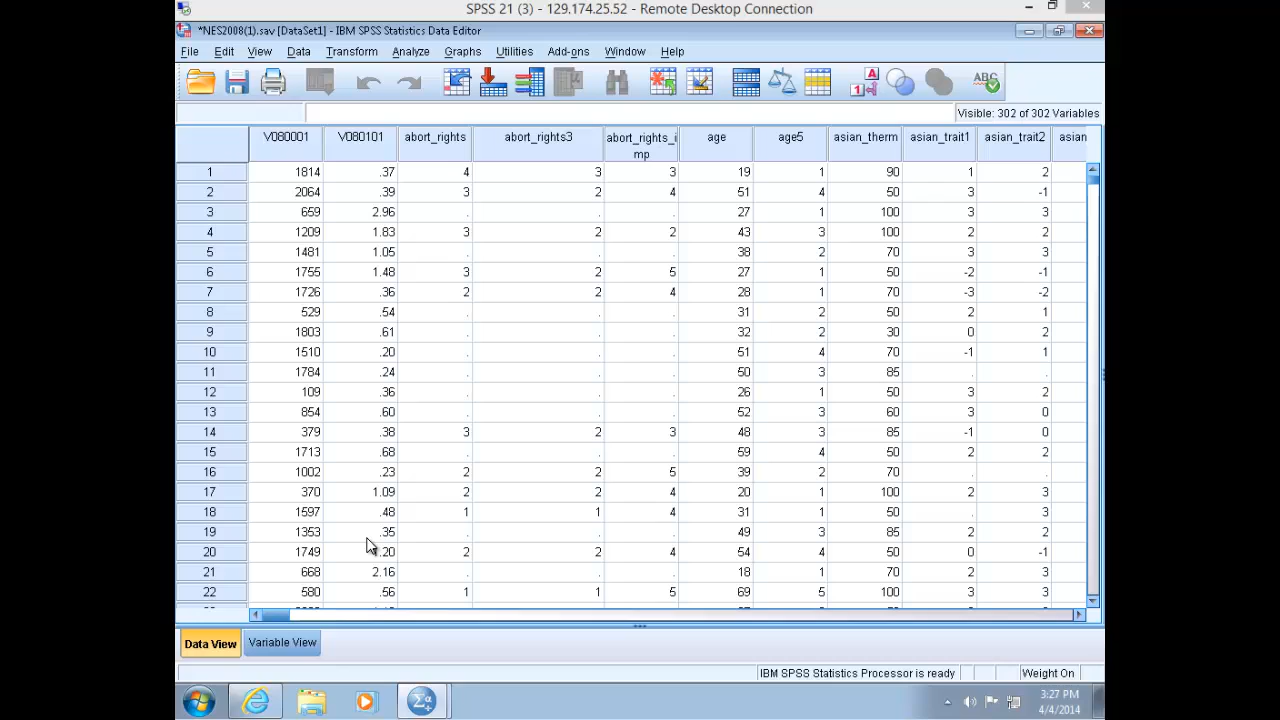 SPSS 21 (3) - 129.174.25.52 - Remote Desktop Connection
*NES2008(1).sav [DataSet1] - IBM SPSS Statistics Data Editor
File Edit View Data Transform Analyze Graphs Utilities Add-ons Window Help
Visible: 302 of 302 Variables
V080001 V080101 abort_rights abort_rights3 abort_rights_imp age age5 asian_therm asian_trait1 asian_trait2 asian
1 1814 .37 4 3 3 19 1 90 1 2
2 2064 .39 3 2 4 51 4 50 3 -1
3 659 2.96 . . . 27 1 100 3 3
4 1209 1.83 3 2 2 43 3 100 2 2
5 1481 1.05 . . . 38 2 70 3 3
6 1755 1.48 3 2 5 27 1 50 -2 -1
7 1726 .36 2 2 4 28 1 70 -3 -2
8 529 .54 . . . 31 2 50 2 1
9 1803 .61 . . . 32 2 30 0 2
10 1510 .20 . . . 51 4 70 -1 1
11 1784 .24 . . . 50 3 85 . .
12 109 .36 . . . 26 1 50 3 2
13 854 .60 . . . 52 3 60 3 0
14 379 .38 3 2 3 48 3 85 -1 0
15 1713 .68 . . . 59 4 50 2 2
16 1002 .23 2 2 5 39 2 70 . .
17 370 1.09 2 2 4 20 1 100 2 3
18 1597 .48 1 1 4 31 1 50 . 3
19 1353 .35 . . . 49 3 85 2 2
20 1749 .20 2 2 4 54 4 50 0 -1
21 668 2.16 . . . 18 1 70 2 3
22 580 .56 1 1 5 69 5 100 3 3
Data View Variable View
IBM SPSS Statistics Processor is ready Weight On
3:27 PM
4/4/2014